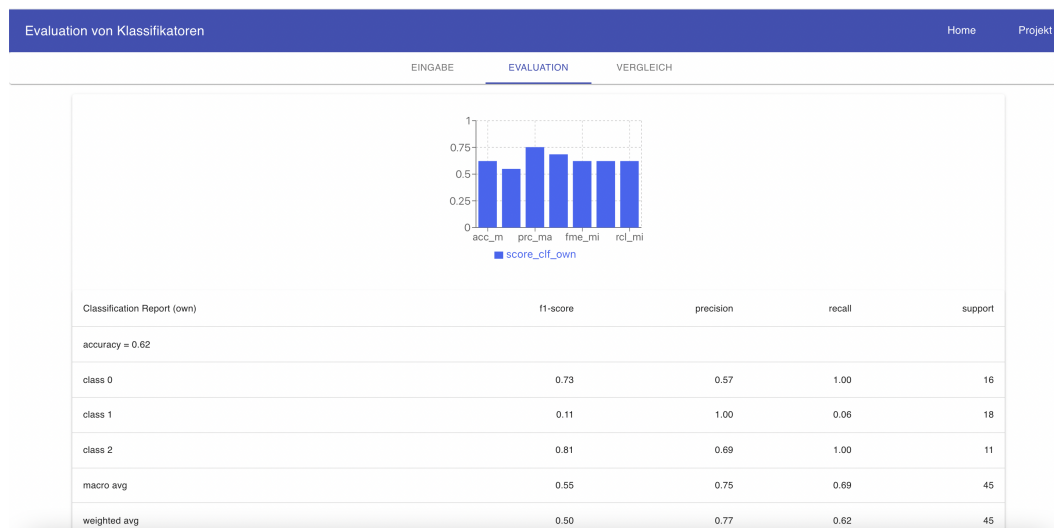 Evaluation von Klassifikatoren Home Projekt
EINGABE EVALUATION VERGLEICH
1
0.75
0.5
0.25
0
acc_m prc_ma fme_mi rcl_mi
score_clf_own
Classification Report (own) f1-score precision recall support
accuracy = 0.62
class 0 0.73 0.57 1.00 16
class 1 0.11 1.00 0.06 18
class 2 0.81 0.69 1.00 11
macro avg 0.55 0.75 0.69 45
weighted avg 0.50 0.77 0.62 45